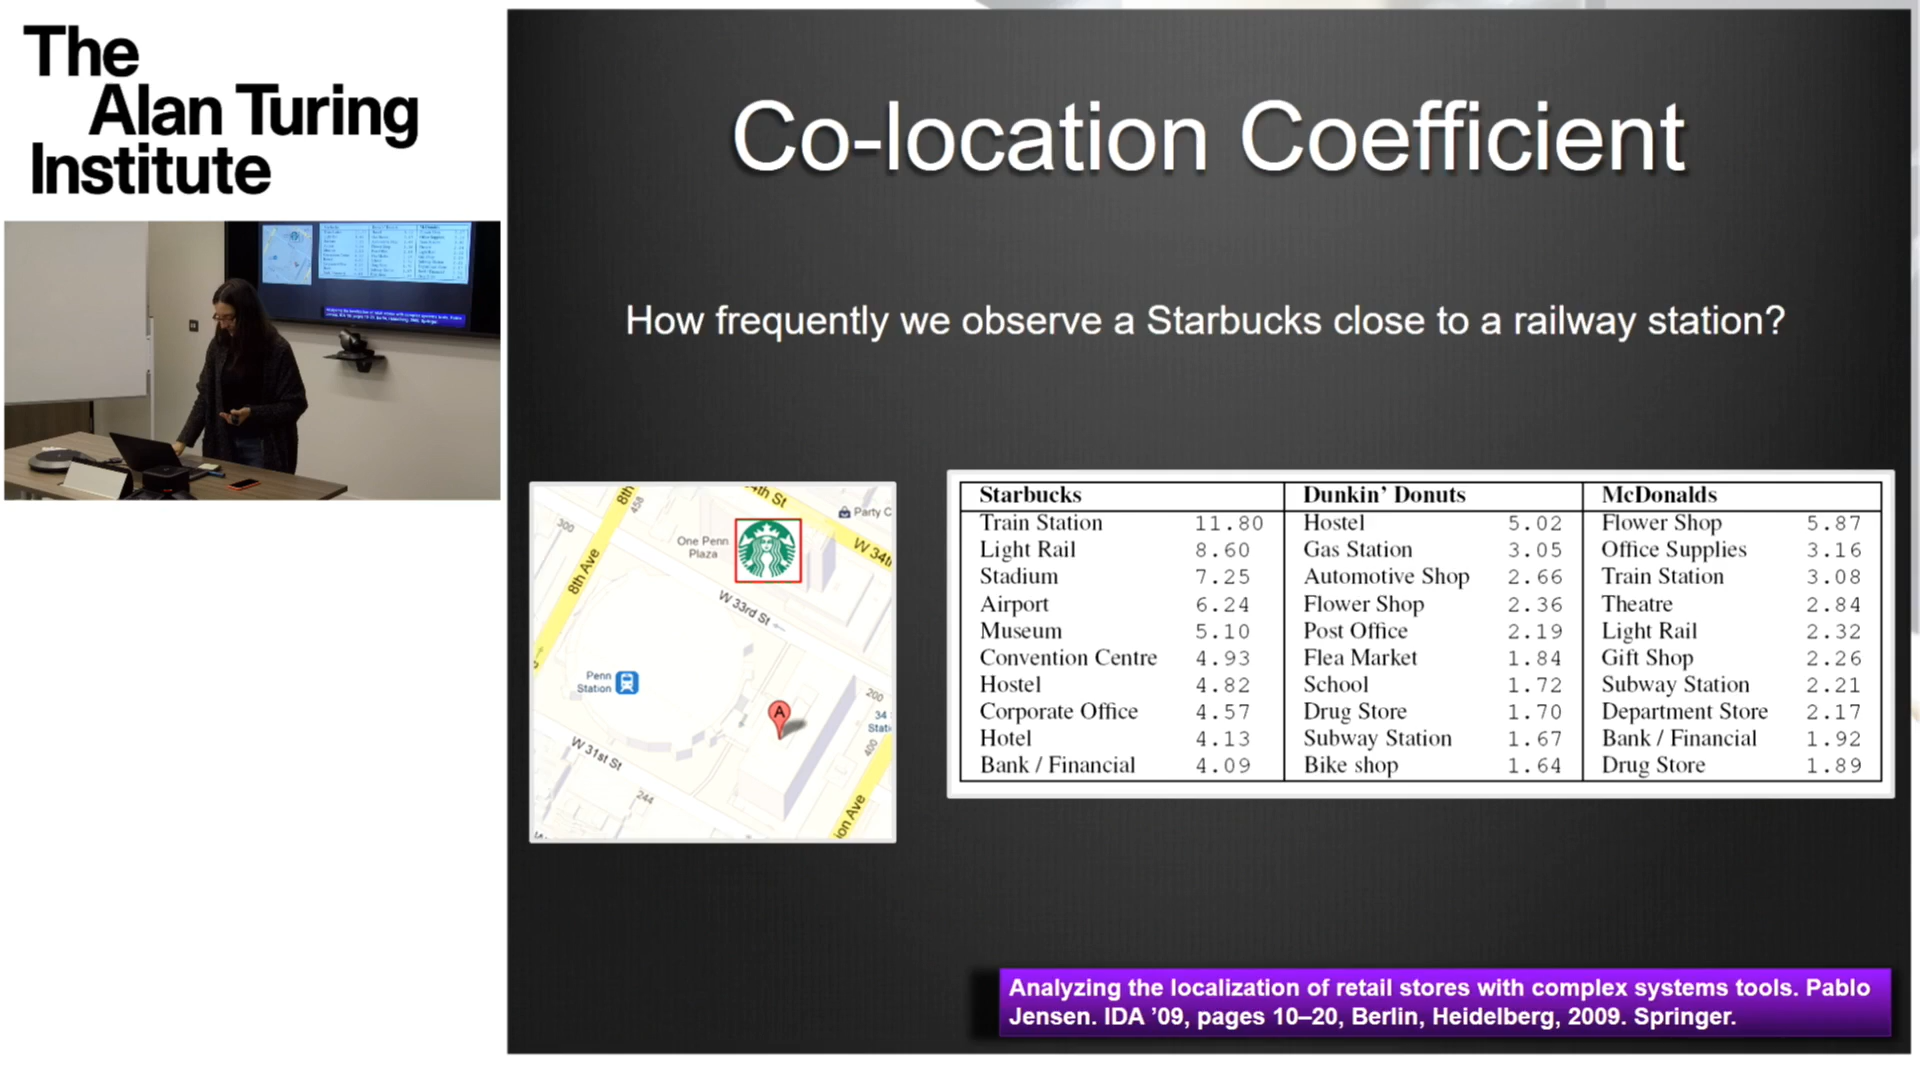 The
Alan Turing
Institute
Co-location Coefficient
How frequently we observe a Starbucks close to a railway station?
8th
458
4th St
Party C
300
One Penn
Plaza
W 34th
8th Ave
W 33rd St
Penn
Station
A
200
34
Stati
400
W 31st St
244
ion Ave
Starbucks Dunkin' Donuts McDonalds
Train Station 11.80 Hostel 5.02 Flower Shop 5.87
Light Rail 8.60 Gas Station 3.05 Office Supplies 3.16
Stadium 7.25 Automotive Shop 2.66 Train Station 3.08
Airport 6.24 Flower Shop 2.36 Theatre 2.84
Museum 5.10 Post Office 2.19 Light Rail 2.32
Convention Centre 4.93 Flea Market 1.84 Gift Shop 2.26
Hostel 4.82 School 1.72 Subway Station 2.21
Corporate Office 4.57 Drug Store 1.70 Department Store 2.17
Hotel 4.13 Subway Station 1.67 Bank / Financial 1.92
Bank / Financial 4.09 Bike shop 1.64 Drug Store 1.89
Analyzing the localization of retail stores with complex systems tools. Pablo
Jensen. IDA ’09, pages 10–20, Berlin, Heidelberg, 2009. Springer.